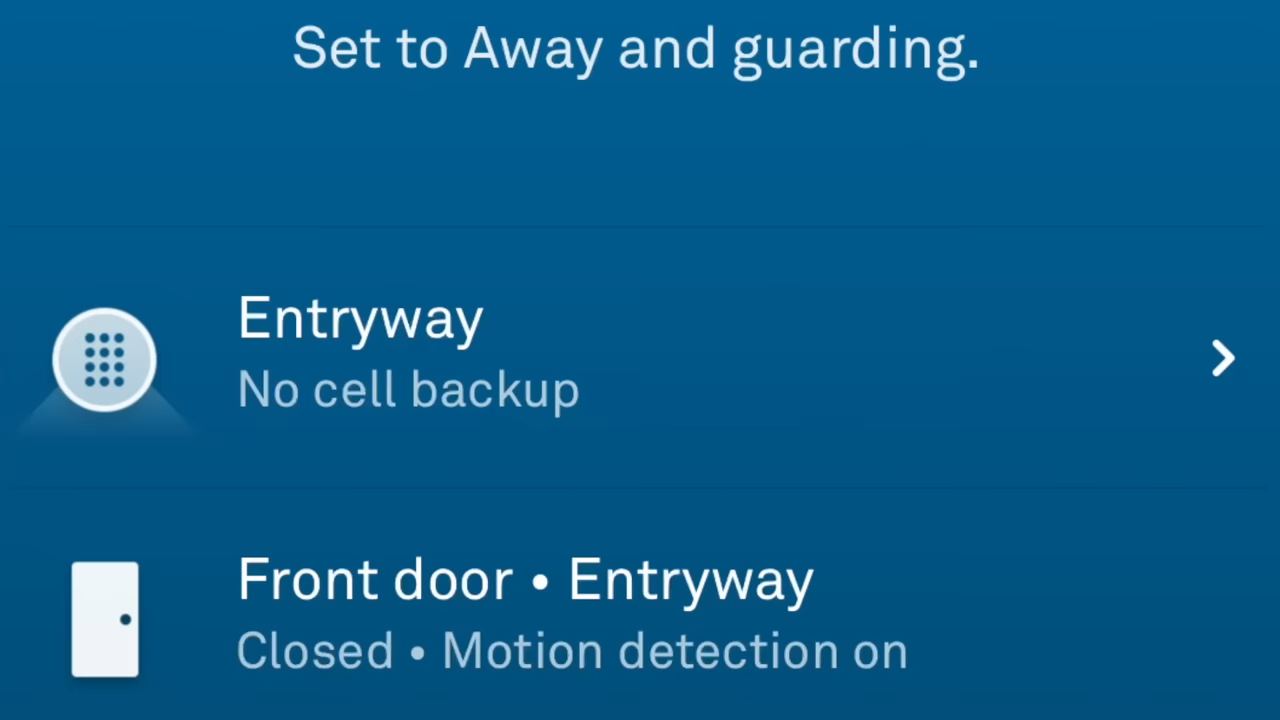 Set to Away and guarding.
Entryway
No cell backup
Front door • Entryway
Closed • Motion detection on